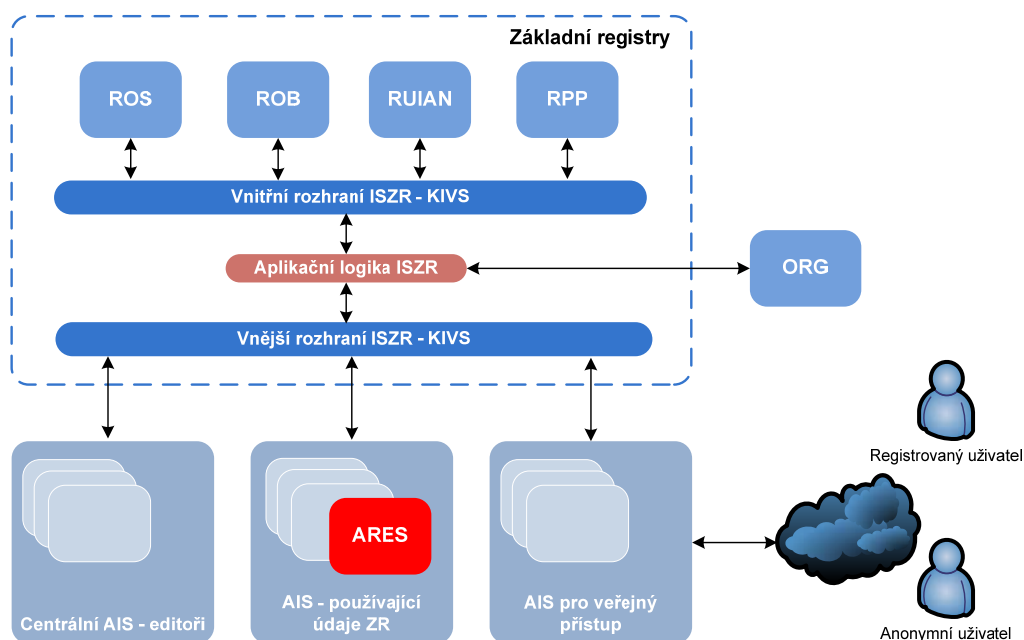 Základní registry
ROS
ROB
RUIAN
RPP
Vnitřní rozhraní ISZR - KIVS
Aplikační logika ISZR
ORG
Vnější rozhraní ISZR - KIVS
Registrovaný uživatel
ARES
Centrální AIS - editoři
AIS - používající
údaje ZR
AIS pro veřejný
přístup
Anonymní uživatel